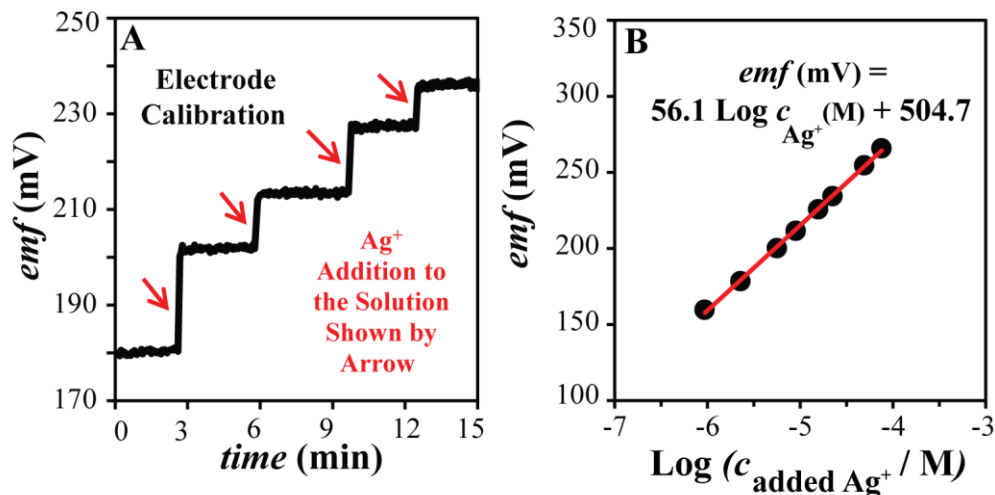 A
Electrode
Calibration
Ag⁺
Addition to
the Solution
Shown by
Arrow
250
230
210
190
170
emf (mV)
0 3 6 9 12 15
time (min)
B
emf (mV) =
56.1 Log c Ag⁺ (M) + 504.7
350
300
250
200
150
100
emf (mV)
-7 -6 -5 -4 -3
Log (c added Ag⁺ / M)